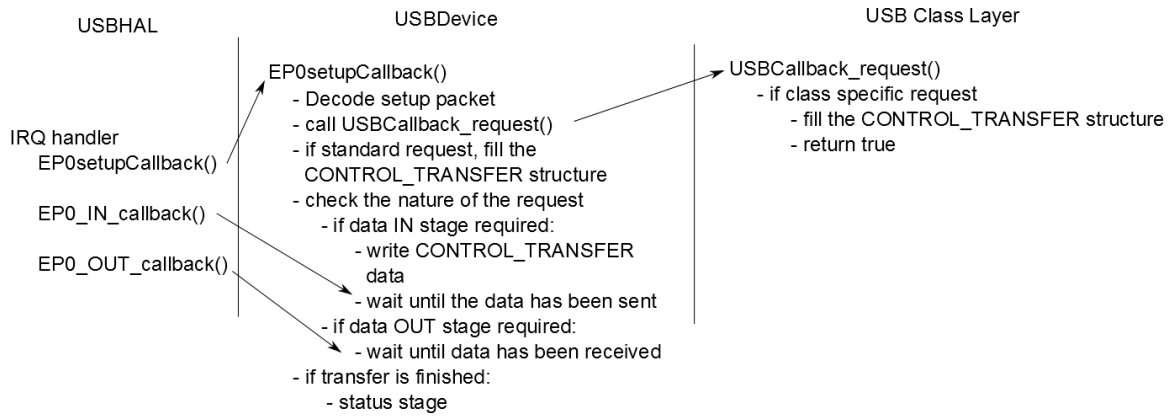 USBHAL
IRQ handler
EP0setupCallback()
EP0_IN_callback()
EP0_OUT_callback()
USBDevice
EP0setupCallback()
- Decode setup packet
- call USBCallback_request()
- if standard request, fill the
CONTROL_TRANSFER structure
- check the nature of the request
- if data IN stage required:
- write CONTROL_TRANSFER
data
- wait until the data has been sent
- if data OUT stage required:
- wait until data has been received
- if transfer is finished:
- status stage
USB Class Layer
USBCallback_request()
- if class specific request
- fill the CONTROL_TRANSFER structure
- return true